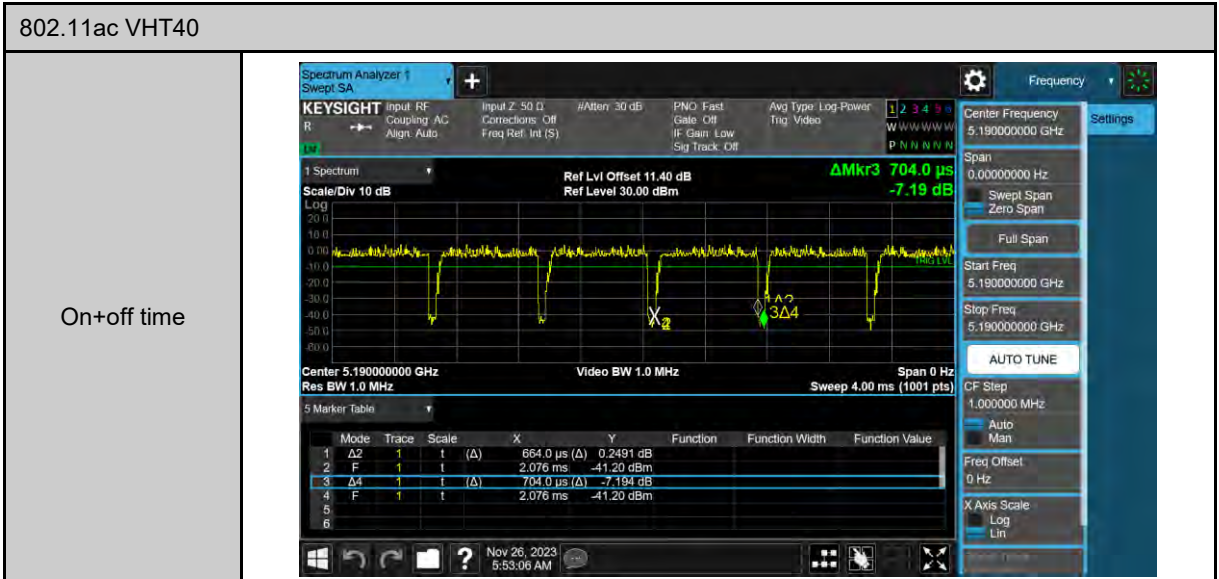 802.11ac VHT40
On+off time
Spectrum Analyzer 1
Swept SA
Frequency
KEYSIGHT Input: RF Input Z: 50 Ω #Atten: 30 dB PNO: Fast Avg Type: Log-Power 1 2 3 4 5 6
R Coupling: AC Corrections: Off Gate: Off Trig: Video W W W W W W
Align: Auto Freq Ref: Int (S) IF Gain: Low
Sig Track: Off P N N N N N
Settings
1 Spectrum
Ref Lvl Offset 11.40 dB
ΔMkr3 704.0 µs
Scale/Div 10 dB
Ref Level 30.00 dBm
-7.19 dB
Log
20.0
10.0
0.00
-10.0
TRIG LVL
-20.0
-30.0
-40.0
-50.0
-60.0
3Δ4
Center 5.190000000 GHz Video BW 1.0 MHz Span 0 Hz
Res BW 1.0 MHz Sweep 4.00 ms (1001 pts)
5 Marker Table
Mode Trace Scale X Y Function Function Width Function Value
1 Δ2 1 t (Δ) 664.0 µs (Δ) 0.2491 dB
2 F 1 t 2.076 ms -41.20 dBm
3 Δ4 1 t (Δ) 704.0 µs (Δ) -7.194 dB
4 F 1 t 2.076 ms -41.20 dBm
5
6
Center Frequency
5.190000000 GHz
Span
0.00000000 Hz
Swept Span
Zero Span
Full Span
Start Freq
5.190000000 GHz
Stop Freq
5.190000000 GHz
AUTO TUNE
CF Step
1.000000 MHz
Auto
Man
Freq Offset
0 Hz
X Axis Scale
Log
Lin
? Nov 26, 2023
5:53:06 AM